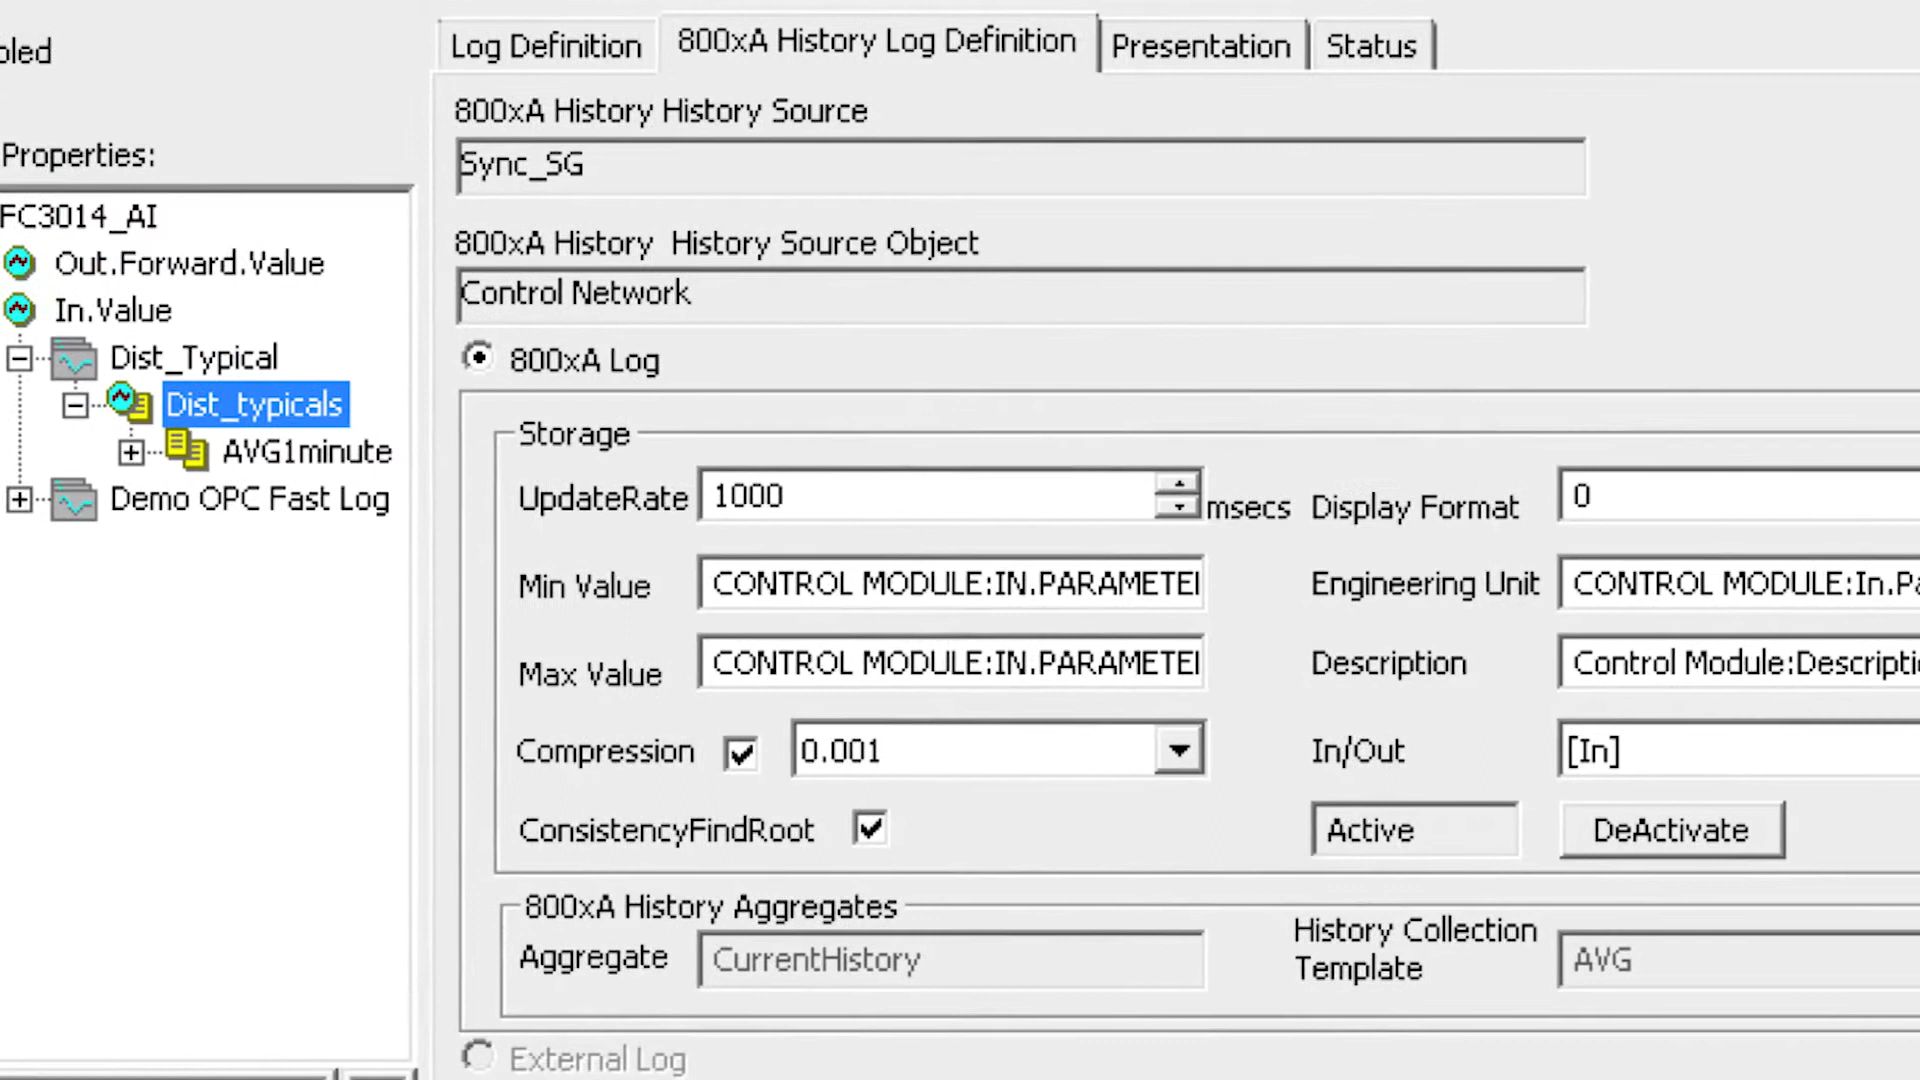 oled
Properties:
FC3014_AI
Out.Forward.Value
In.Value
Dist_Typical
Dist_typicals
AVG1minute
Demo OPC Fast Log
Log Definition
800xA History Log Definition
Presentation
Status
800xA History History Source
Sync_SG
800xA History History Source Object
Control Network
800xA Log
Storage
UpdateRate 1000 msecs
Display Format 0
Min Value CONTROL MODULE:IN.PARAMETE
Engineering Unit CONTROL MODULE:In.Pa
Max Value CONTROL MODULE:IN.PARAMETE
Description Control Module:Descripti
Compression 0.001
In/Out [In]
ConsistencyFindRoot
Active DeActivate
800xA History Aggregates
Aggregate CurrentHistory
History Collection
Template AVG
External Log